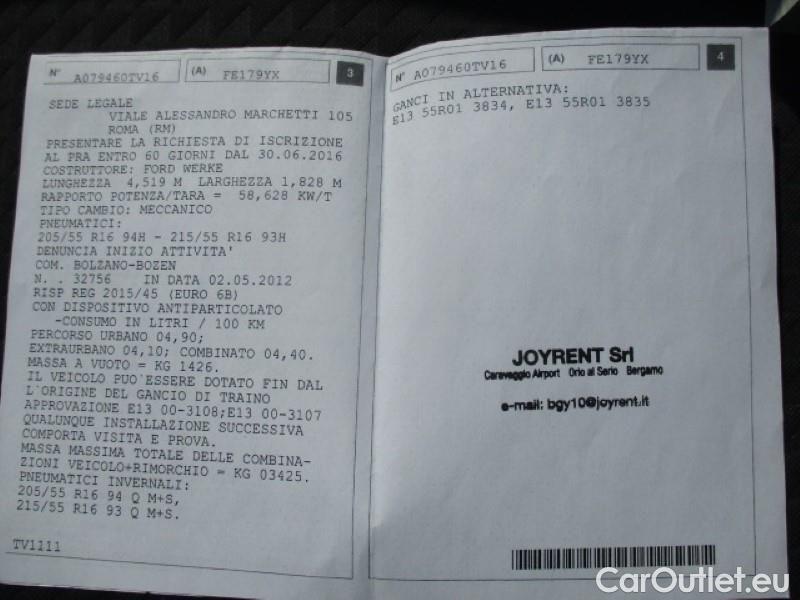 N° A079460TV16 (A) FE179YX 3
SEDE LEGALE
VIALE ALESSANDRO MARCHETTI 105
ROMA (RM)
PRESENTARE LA RICHIESTA DI ISCRIZIONE
AL PRA ENTRO 60 GIORNI DAL 30.06.2016
COSTRUTTORE: FORD WERKE
LUNGHEZZA 4,519 M LARGHEZZA 1,828 M
RAPPORTO POTENZA/TARA = 58,628 KW/T
TIPO CAMBIO: MECCANICO
PNEUMATICI:
205/55 R16 94H - 215/55 R16 93H
DENUNCIA INIZIO ATTIVITA'
COM. BOLZANO-BOZEN
N. . 32756 IN DATA 02.05.2012
RISP REG 2015/45 (EURO 6B)
CON DISPOSITIVO ANTIPARTICOLATO
-CONSUMO IN LITRI / 100 KM
PERCORSO URBANO 04,90;
EXTRAURBANO 04,10; COMBINATO 04,40.
MASSA A VUOTO = KG 1426.
IL VEICOLO PUO'ESSERE DOTATO FIN DAL
L'ORIGINE DEL GANCIO DI TRAINO
APPROVAZIONE E13 00-3108;E13 00-3107
QUALUNQUE INSTALLAZIONE SUCCESSIVA
COMPORTA VISITA E PROVA.
MASSA MASSIMA TOTALE DELLE COMBINA-
ZIONI VEICOLO+RIMORCHIO = KG 03425.
PNEUMATICI INVERNALI:
205/55 R16 94 Q M+S,
215/55 R16 93 Q M+S.
TV1111
N° A079460TV16 (A) FE179YX 4
GANCI IN ALTERNATIVA:
E13 55R01 3834, E13 55R01 3835
JOYRENT Srl
Caravaggio Airport Orio al Serio Bergamo
e-mail: bgy10@joyrent.it
CarOutlet.eu